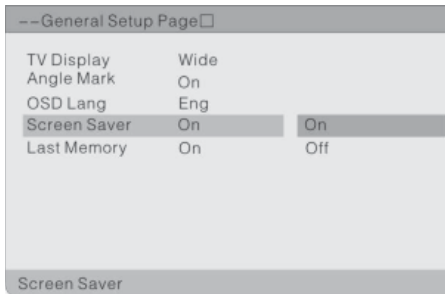 --General Setup Page□
TV Display Wide
Angle Mark On
OSD Lang Eng
Screen Saver On On
Last Memory On Off
Screen Saver